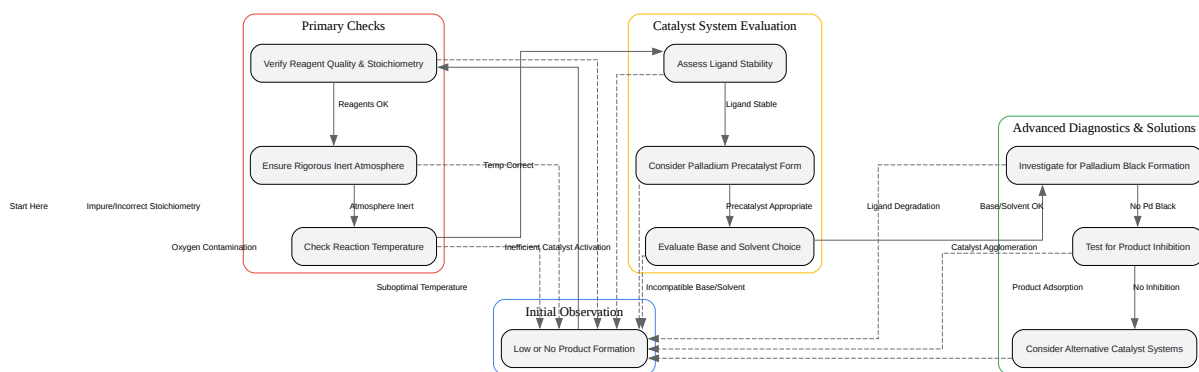 Primary Checks
Verify Reagent Quality & Stoichiometry
Reagents OK
Ensure Rigorous Inert Atmosphere
Atmosphere Inert
Check Reaction Temperature
Temp Correct
Catalyst System Evaluation
Assess Ligand Stability
Ligand Stable
Consider Palladium Precatalyst Form
Precatalyst Appropriate
Evaluate Base and Solvent Choice
Advanced Diagnostics & Solutions
Investigate for Palladium Black Formation
Base/Solvent OK
No Pd Black
Test for Product Inhibition
No Inhibition
Consider Alternative Catalyst Systems
Initial Observation
Low or No Product Formation
Start Here
Impure/Incorrect Stoichiometry
Oxygen Contamination
Suboptimal Temperature
Inefficient Catalyst Activation
Incompatible Base/Solvent
Ligand Degradation
Catalyst Agglomeration
Product Adsorption